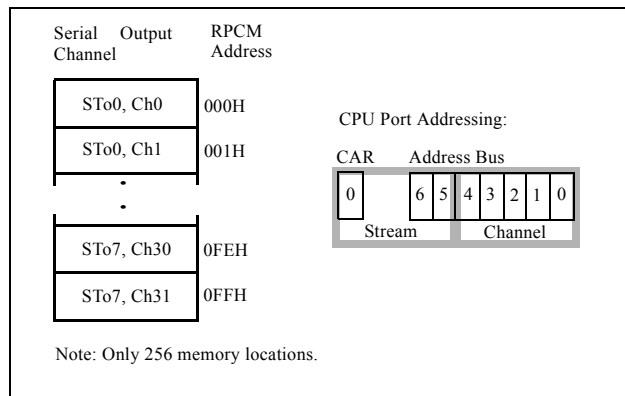 Serial Output Channel
RPCM Address
STo0, Ch0 000H
STo0, Ch1 001H
STo7, Ch30 0FEH
STo7, Ch31 0FFH
CPU Port Addressing:
CAR Address Bus
0 6 5 4 3 2 1 0
Stream Channel
Note: Only 256 memory locations.